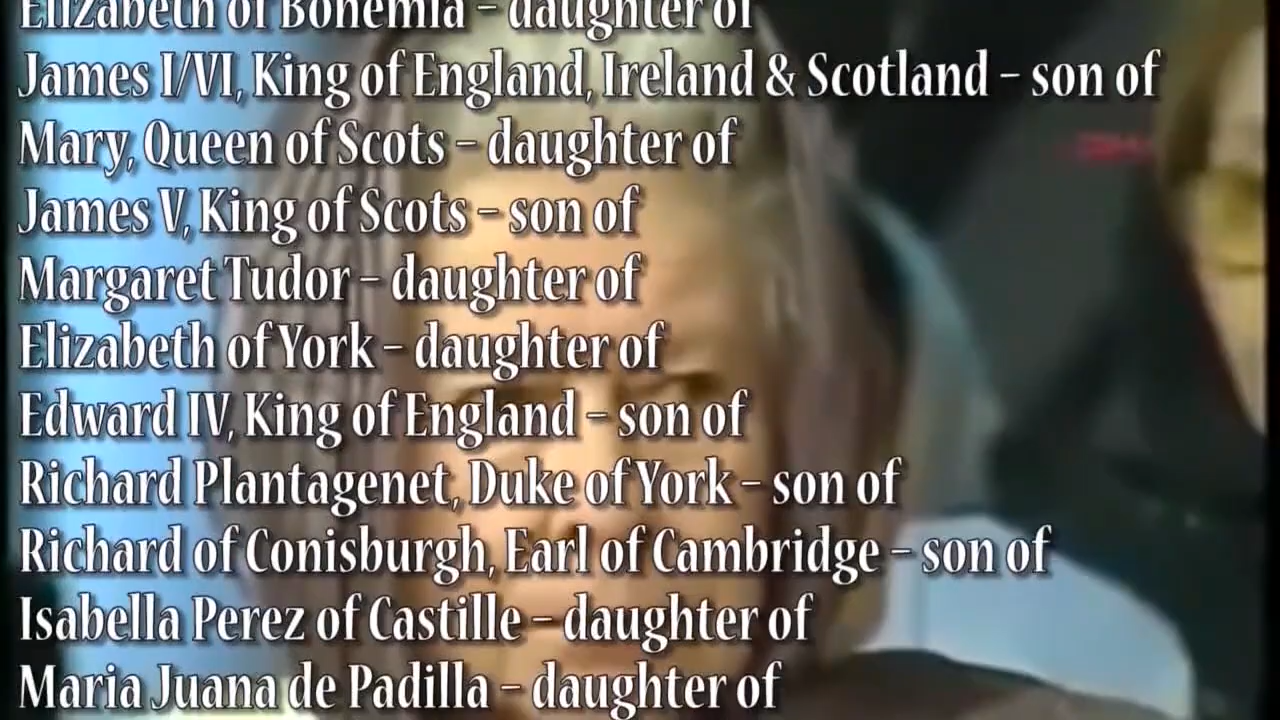 Elizabeth of Bohemia – daughter of
James I/VI, King of England, Ireland & Scotland – son of
Mary, Queen of Scots – daughter of
James V, King of Scots – son of
Margaret Tudor – daughter of
Elizabeth of York – daughter of
Edward IV, King of England – son of
Richard Plantagenet, Duke of York – son of
Richard of Conisburgh, Earl of Cambridge – son of
Isabella Perez of Castille – daughter of
Maria Juana de Padilla – daughter of